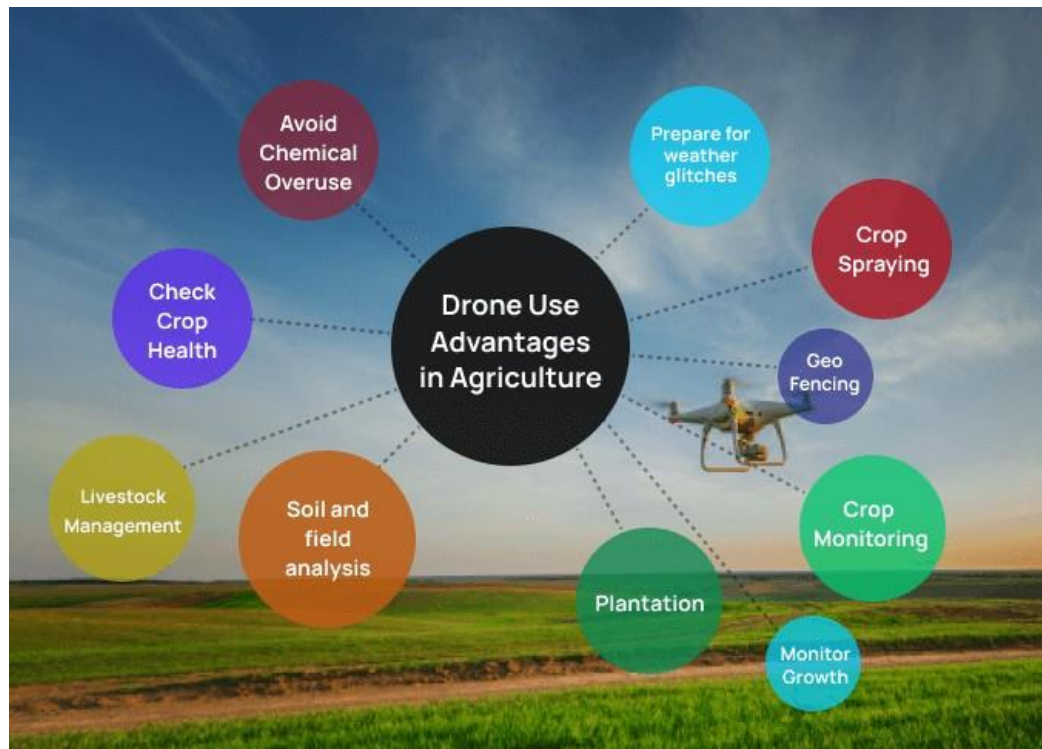 Drone Use
Advantages
in Agriculture
Avoid
Chemical
Overuse
Prepare for
weather
glitches
Crop
Spraying
Geo
Fencing
Crop
Monitoring
Monitor
Growth
Plantation
Soil and
field
analysis
Livestock
Management
Check
Crop
Health